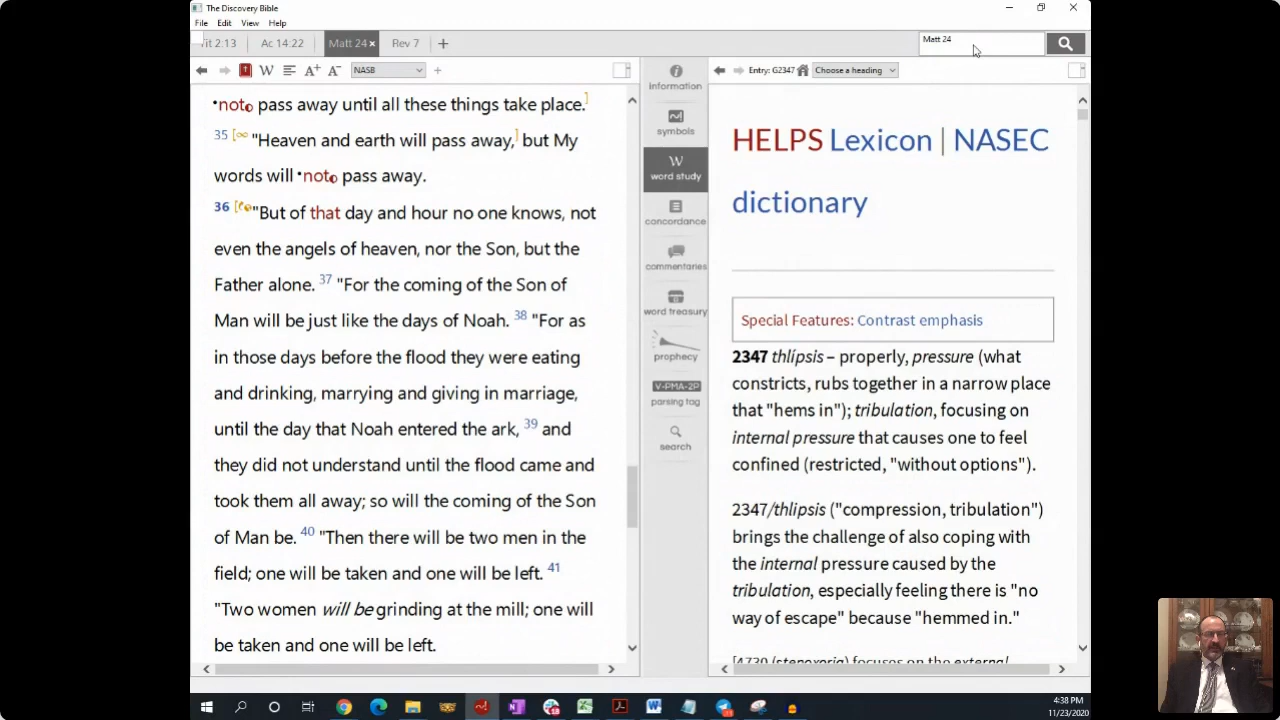 The Discovery Bible
File Edit View Help
it 2:13 Ac 14:22 Matt 24 × Rev 7 +
Matt 24
W A+ A- NASB +
•not pass away until all these things take place.]
35 [∞ "Heaven and earth will pass away,] but My
words will •not pass away.
36 ["But of that day and hour no one knows, not
even the angels of heaven, nor the Son, but the
Father alone. 37 "For the coming of the Son of
Man will be just like the days of Noah. 38 "For as
in those days before the flood they were eating
and drinking, marrying and giving in marriage,
until the day that Noah entered the ark, 39 and
they did not understand until the flood came and
took them all away; so will the coming of the Son
of Man be. 40 "Then there will be two men in the
field; one will be taken and one will be left. 41
"Two women will be grinding at the mill; one will
be taken and one will be left.
information
symbols
W
word study
concordance
commentaries
word treasury
prophecy
V-PMA-2P
parsing tag
search
Entry: G2347 Choose a heading
HELPS Lexicon | NASEC
dictionary
Special Features: Contrast emphasis
2347 thlípsis – properly, pressure (what
constricts, rubs together in a narrow place
that "hems in"); tribulation, focusing on
internal pressure that causes one to feel
confined (restricted, "without options").
2347/thlípsis ("compression, tribulation")
brings the challenge of also coping with
the internal pressure caused by the
tribulation, especially feeling there is "no
way of escape" because "hemmed in."
[4730 (stenoxoria) focuses on the external
4:38 PM
11/23/2020